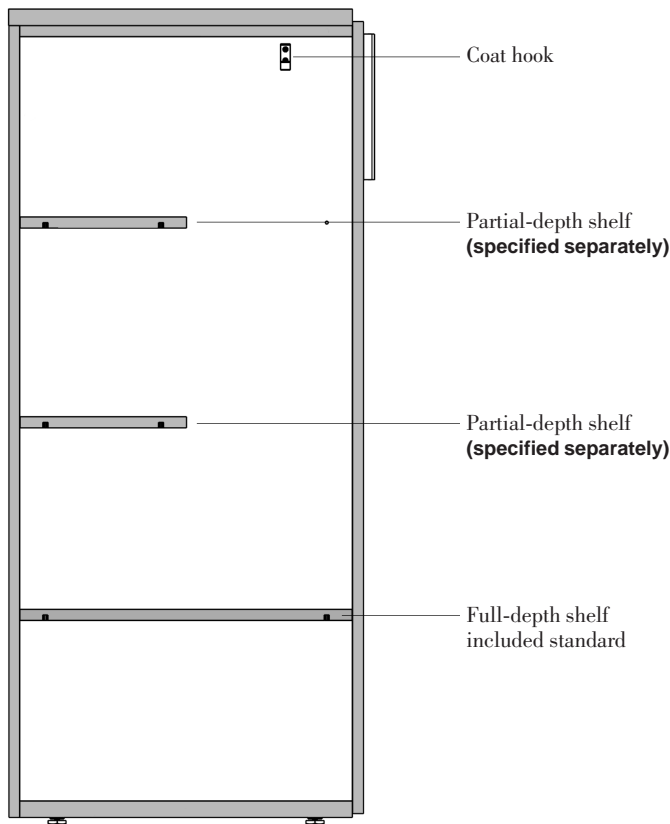 Coat hook
Partial-depth shelf
(specified separately)
Partial-depth shelf
(specified separately)
Full-depth shelf
included standard